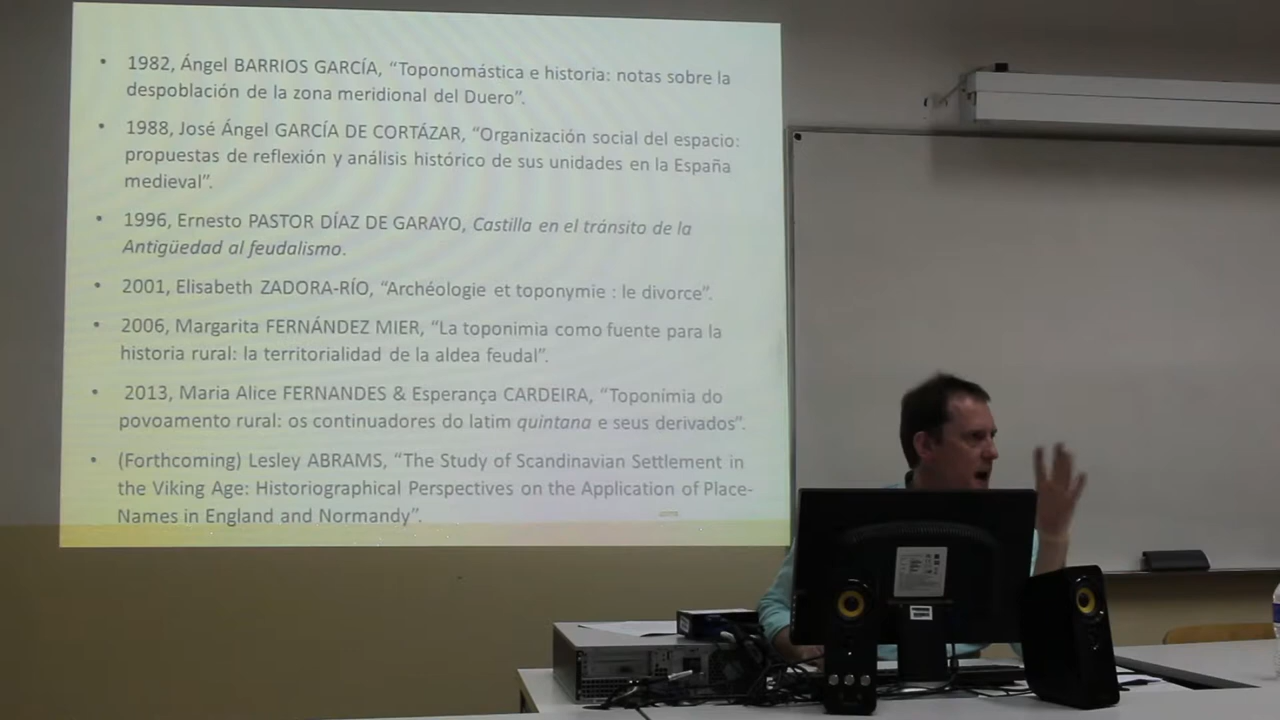 • 1982, Ángel BARRIOS GARCÍA, “Toponomástica e historia: notas sobre la
despoblación de la zona meridional del Duero”.
• 1988, José Ángel GARCÍA DE CORTÁZAR, “Organización social del espacio:
propuestas de reflexión y análisis histórico de sus unidades en la España
medieval”.
• 1996, Ernesto PASTOR DÍAZ DE GARAYO, Castilla en el tránsito de la
Antigüedad al feudalismo.
• 2001, Elisabeth ZADORA-RÍO, “Archéologie et toponymie : le divorce”.
• 2006, Margarita FERNÁNDEZ MIER, “La toponimia como fuente para la
historia rural: la territorialidad de la aldea feudal”.
• 2013, Maria Alice FERNANDES & Esperança CARDEIRA, “Toponímia do
povoamento rural: os continuadores do latim quintana e seus derivados”.
• (Forthcoming) Lesley ABRAMS, “The Study of Scandinavian Settlement in
the Viking Age: Historiographical Perspectives on the Application of Place-
Names in England and Normandy”.